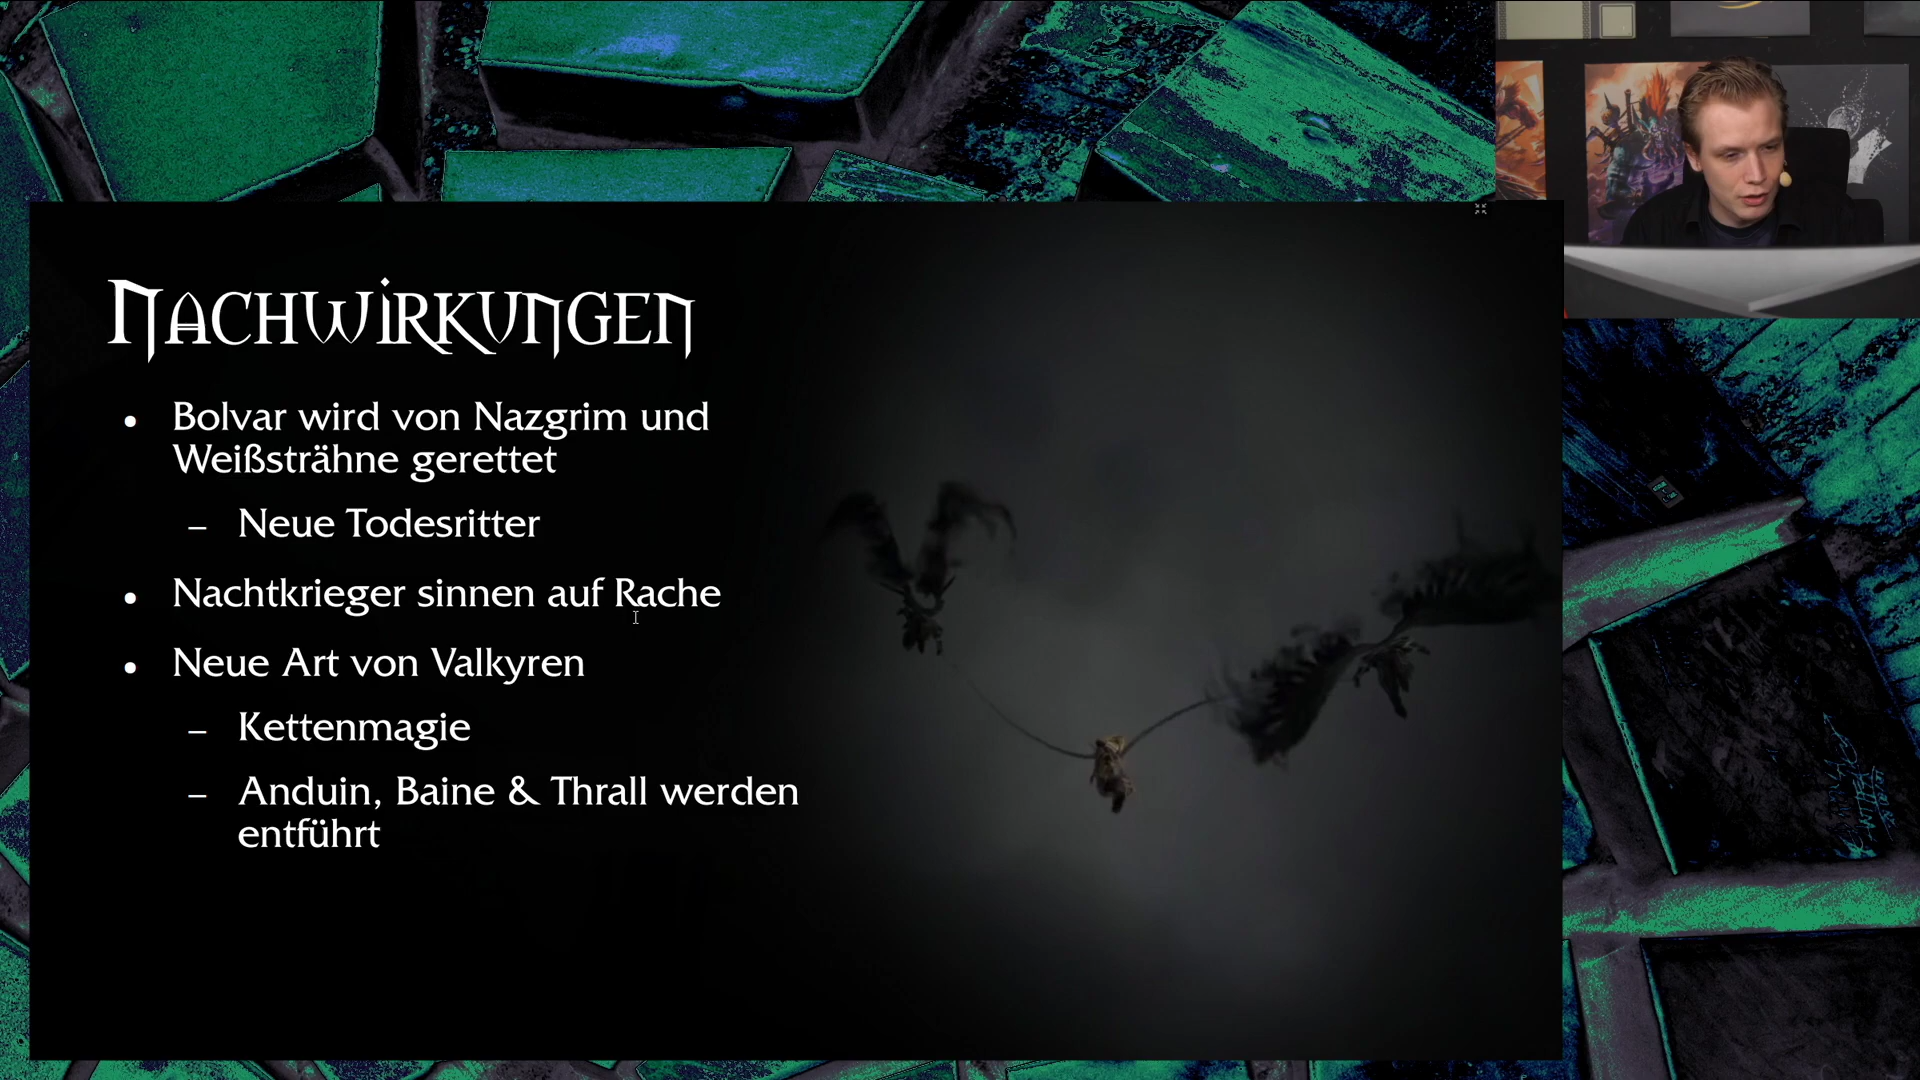 Nachwirkungen
• Bolvar wird von Nazgrim und
Weißsträhne gerettet
– Neue Todesritter
• Nachtkrieger sinnen auf Rache
• Neue Art von Valkyren
– Kettenmagie
– Anduin, Baine & Thrall werden
entführt